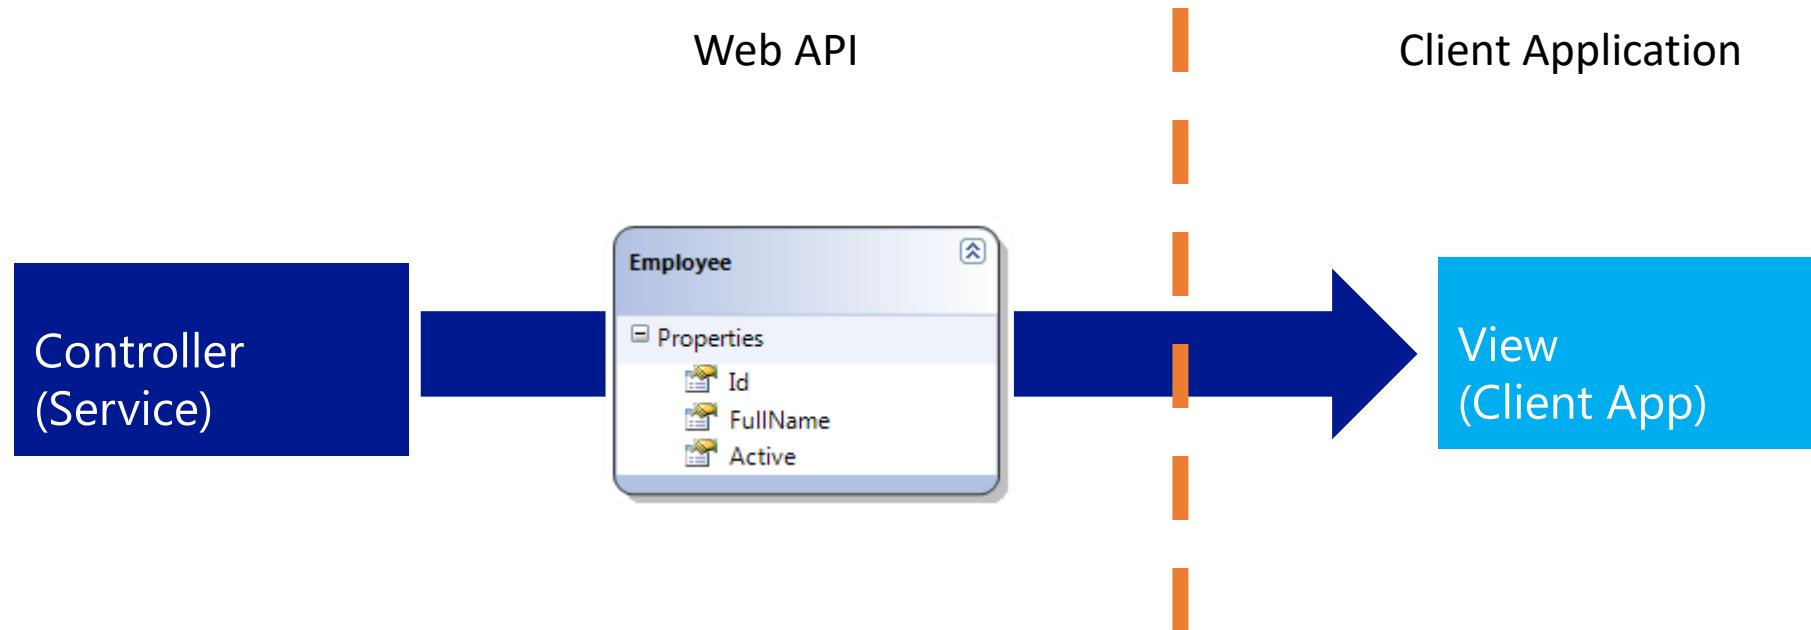 Web API
Client Application
Controller
(Service)
Employee
Properties
Id
FullName
Active
View
(Client App)